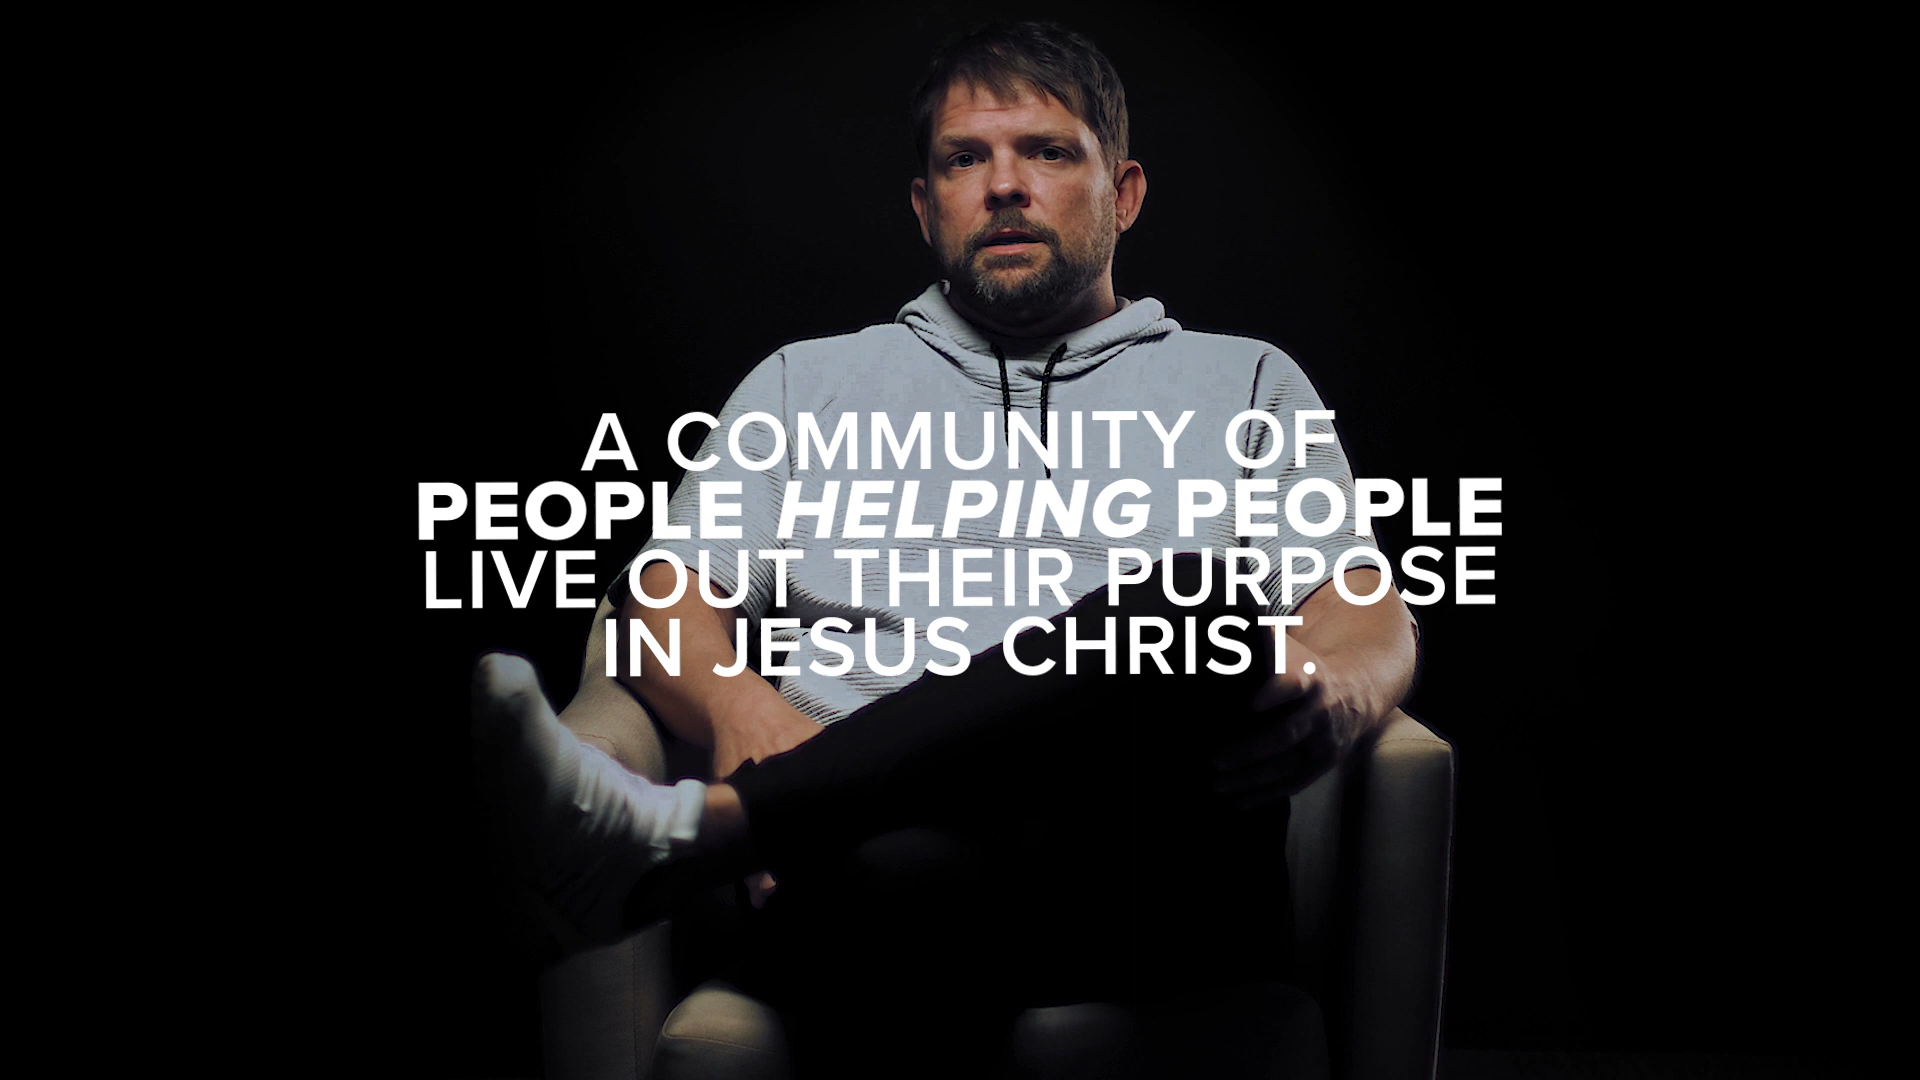 A COMMUNITY OF
PEOPLE HELPING PEOPLE
LIVE OUT THEIR PURPOSE
IN JESUS CHRIST.